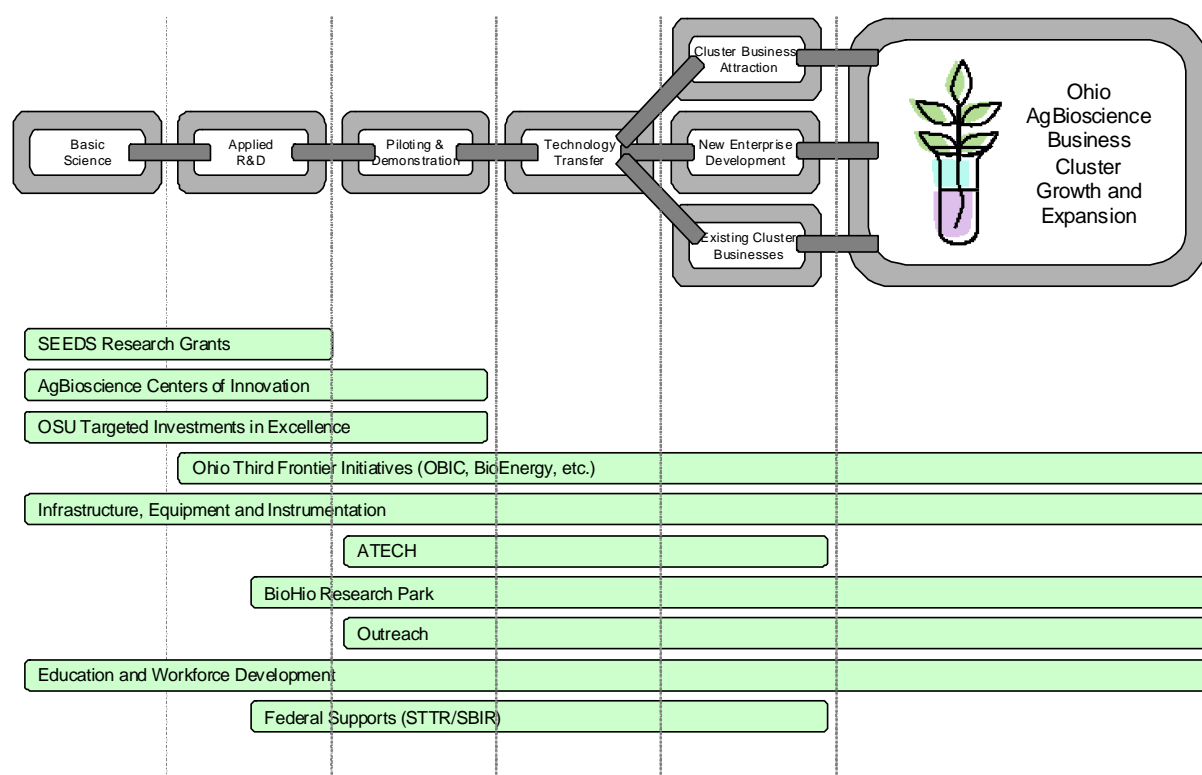 Basic
Science
Applied
R&D
Piloting &
Demonstration
Technology
Transfer
Cluster Business
Attraction
New Enterprise
Development
Existing Cluster
Businesses
Ohio
AgBioscience
Business
Cluster
Growth and
Expansion
SEEDS Research Grants
AgBioscience Centers of Innovation
OSU Targeted Investments in Excellence
Ohio Third Frontier Initiatives (OBIC, BioEnergy, etc.)
Infrastructure, Equipment and Instrumentation
ATECH
BioHio Research Park
Outreach
Education and Workforce Development
Federal Supports (STTR/SBIR)